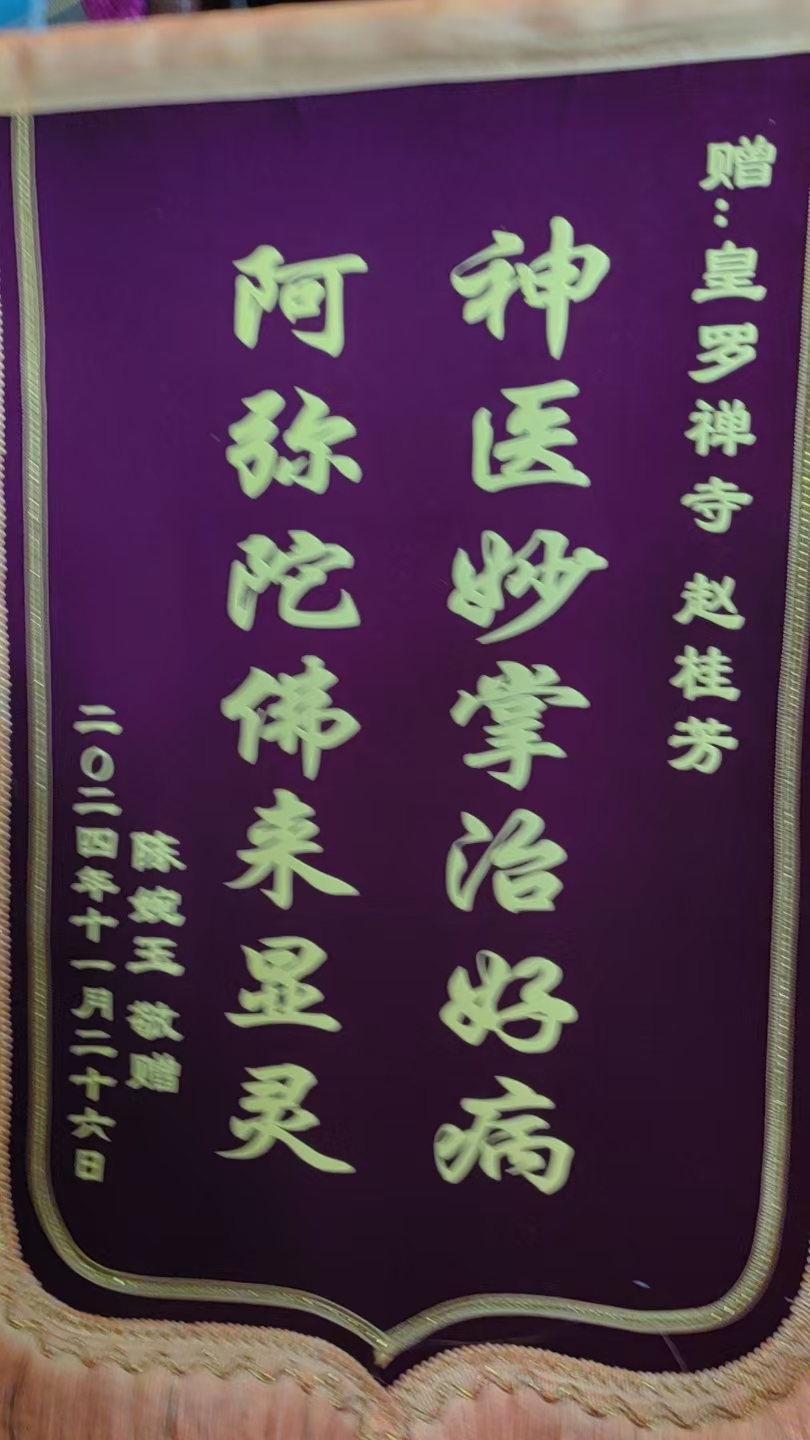 赠：皇罗禅寺 赵桂芳
神医妙掌治好病
阿弥陀佛来显灵
陈婉玉 敬赠
二〇二四年十一月二十六日